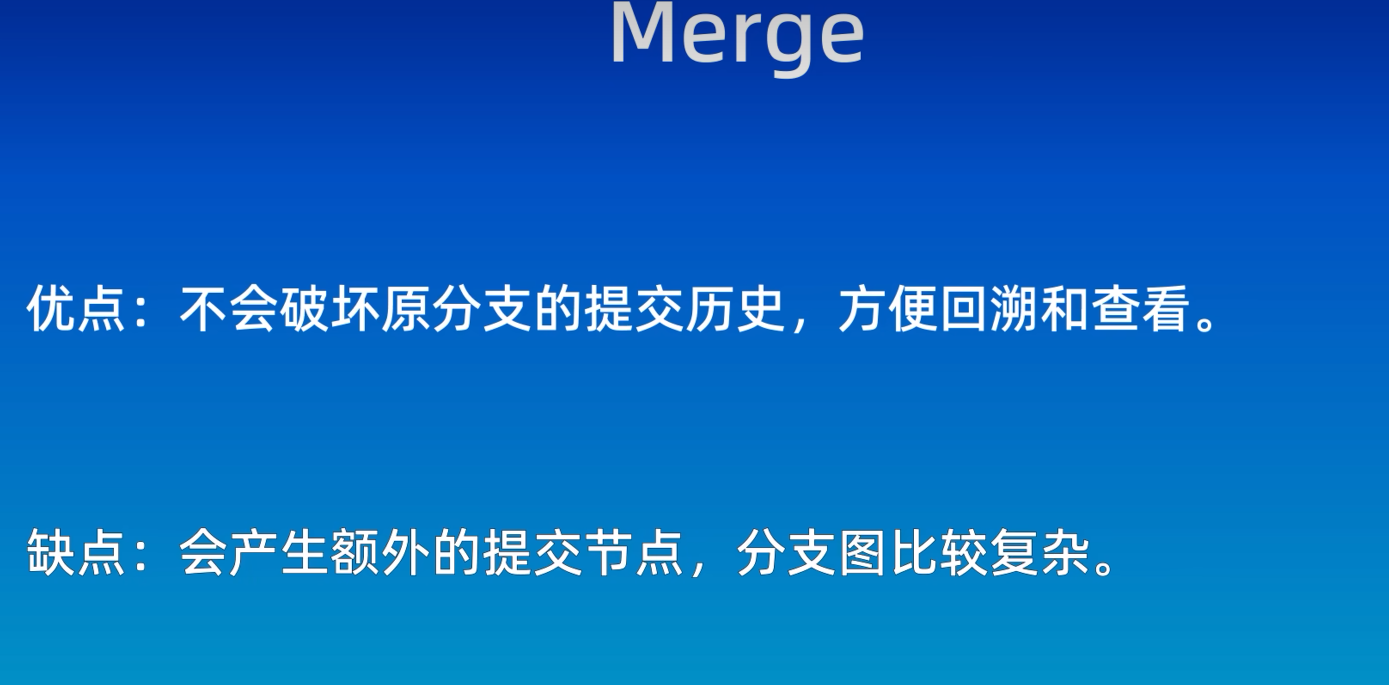 Merge
优点：不会破坏原分支的提交历史，方便回溯和查看。
缺点：会产生额外的提交节点，分支图比较复杂。